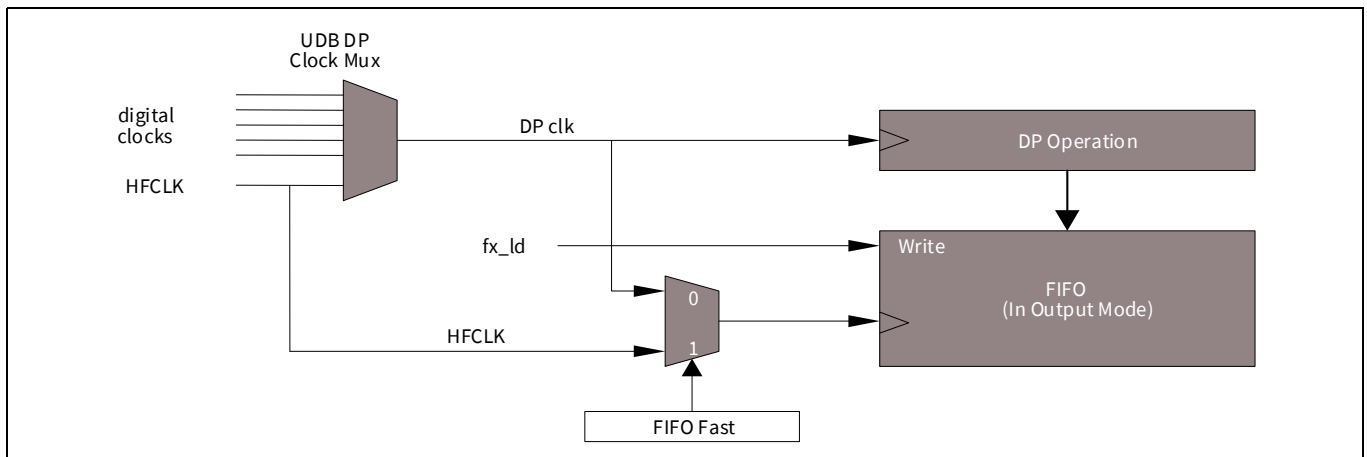 UDB DP
Clock Mux
digital
clocks
DP clk
DP Operation
HFCLK
fx_ld
Write
FIFO
(In Output Mode)
0
HFCLK
1
FIFO Fast